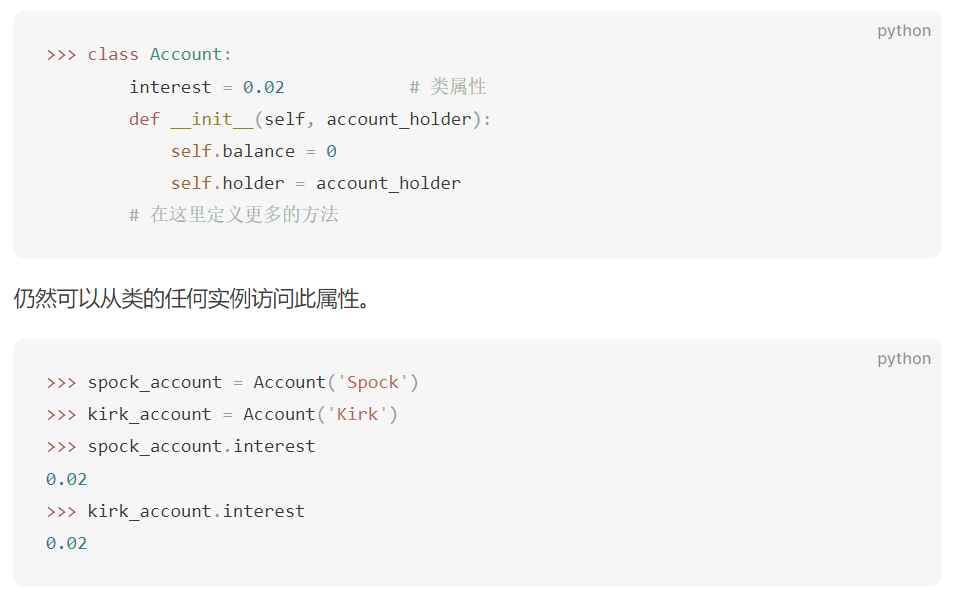 python
>>> class Account:
        interest = 0.02            # 类属性
        def __init__(self, account_holder):
            self.balance = 0
            self.holder = account_holder
        # 在这里定义更多的方法
仍然可以从类的任何实例访问此属性。
python
>>> spock_account = Account('Spock')
>>> kirk_account = Account('Kirk')
>>> spock_account.interest
0.02
>>> kirk_account.interest
0.02